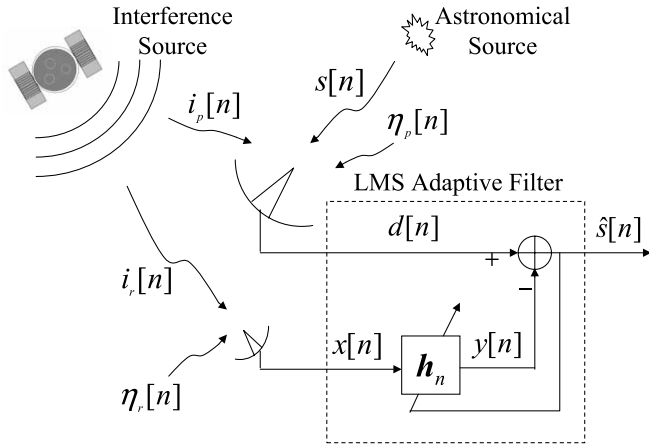 Interference
Source
Astronomical
Source
s[n]
i_p[n]
η_p[n]
LMS Adaptive Filter
d[n]
ŝ[n]
+
−
i_r[n]
x[n]
h_n
y[n]
η_r[n]